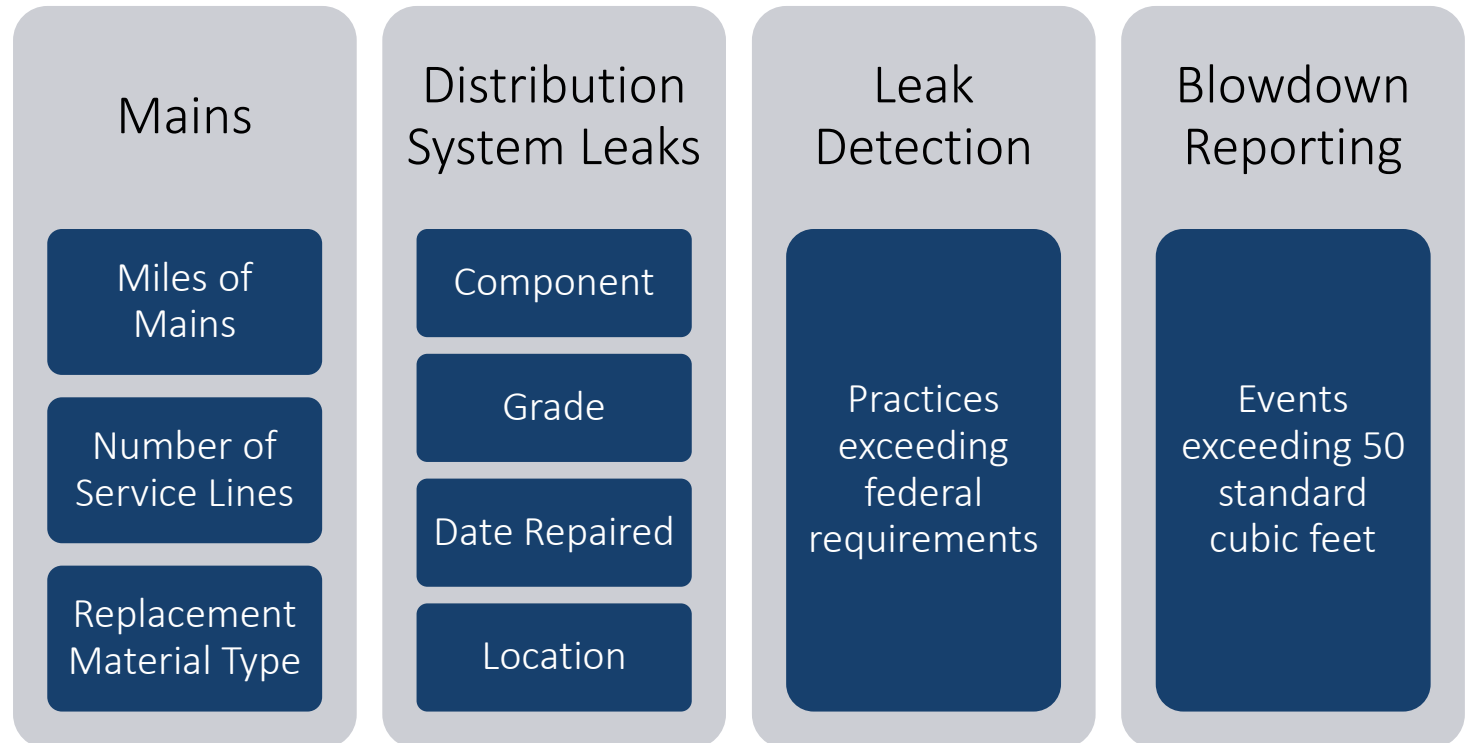 Mains
Miles of
Mains
Number of
Service Lines
Replacement
Material Type
Distribution
System Leaks
Component
Grade
Date Repaired
Location
Leak
Detection
Practices
exceeding
federal
requirements
Blowdown
Reporting
Events
exceeding 50
standard
cubic feet